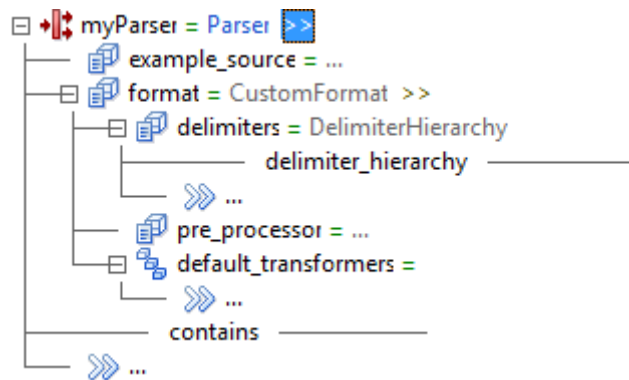 myParser = Parser >>
example_source = ...
format = CustomFormat >>
delimiters = DelimiterHierarchy
delimiter_hierarchy
...
pre_processor = ...
default_transformers =
...
contains
...